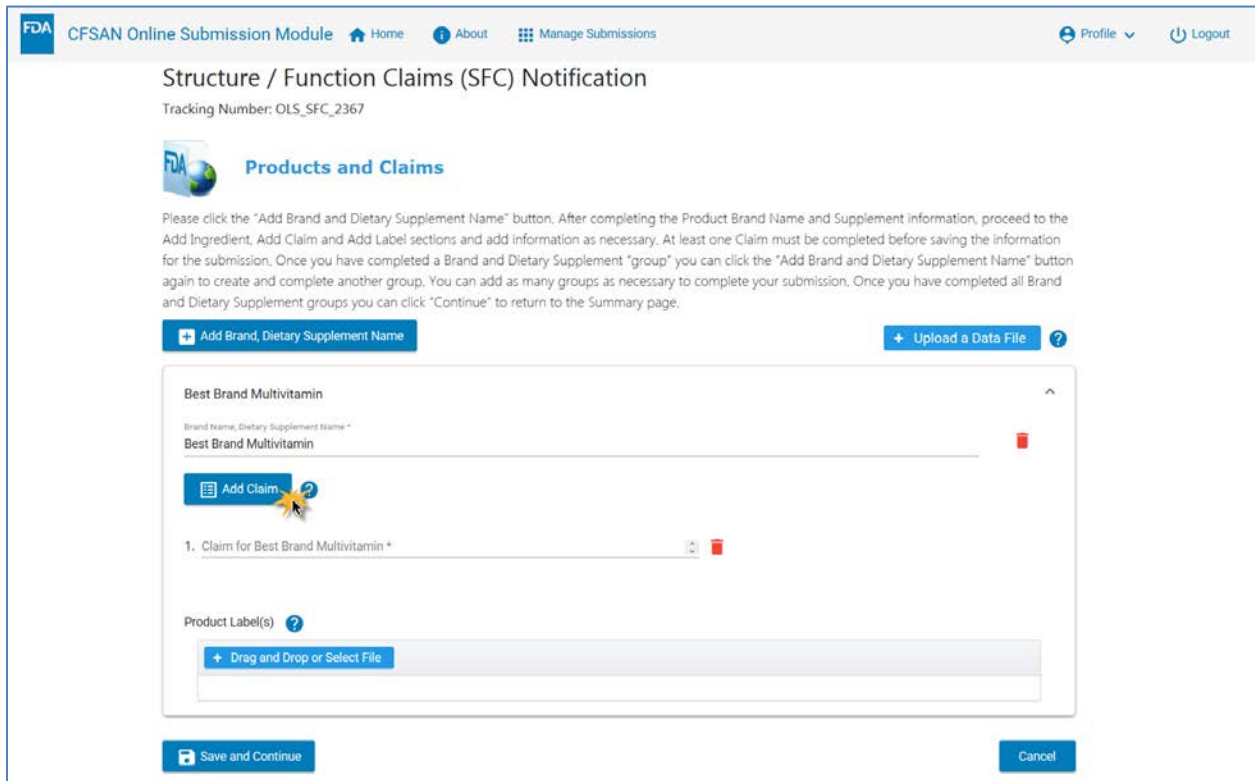 FDA
CFSAN Online Submission Module Home About Manage Submissions Profile Logout
Structure / Function Claims (SFC) Notification
Tracking Number: OLS_SFC_2367
FDA
Products and Claims
Please click the "Add Brand and Dietary Supplement Name" button. After completing the Product Brand Name and Supplement information, proceed to the
Add Ingredient, Add Claim and Add Label sections and add information as necessary. At least one Claim must be completed before saving the information
for the submission. Once you have completed a Brand and Dietary Supplement "group" you can click the "Add Brand and Dietary Supplement Name" button
again to create and complete another group. You can add as many groups as necessary to complete your submission. Once you have completed all Brand
and Dietary Supplement groups you can click "Continue" to return to the Summary page.
+ Add Brand, Dietary Supplement Name + Upload a Data File ?
Best Brand Multivitamin
Brand Name, Dietary Supplement Name *
Best Brand Multivitamin
Add Claim ?
1. Claim for Best Brand Multivitamin *
Product Label(s) ?
+ Drag and Drop or Select File
Save and Continue Cancel